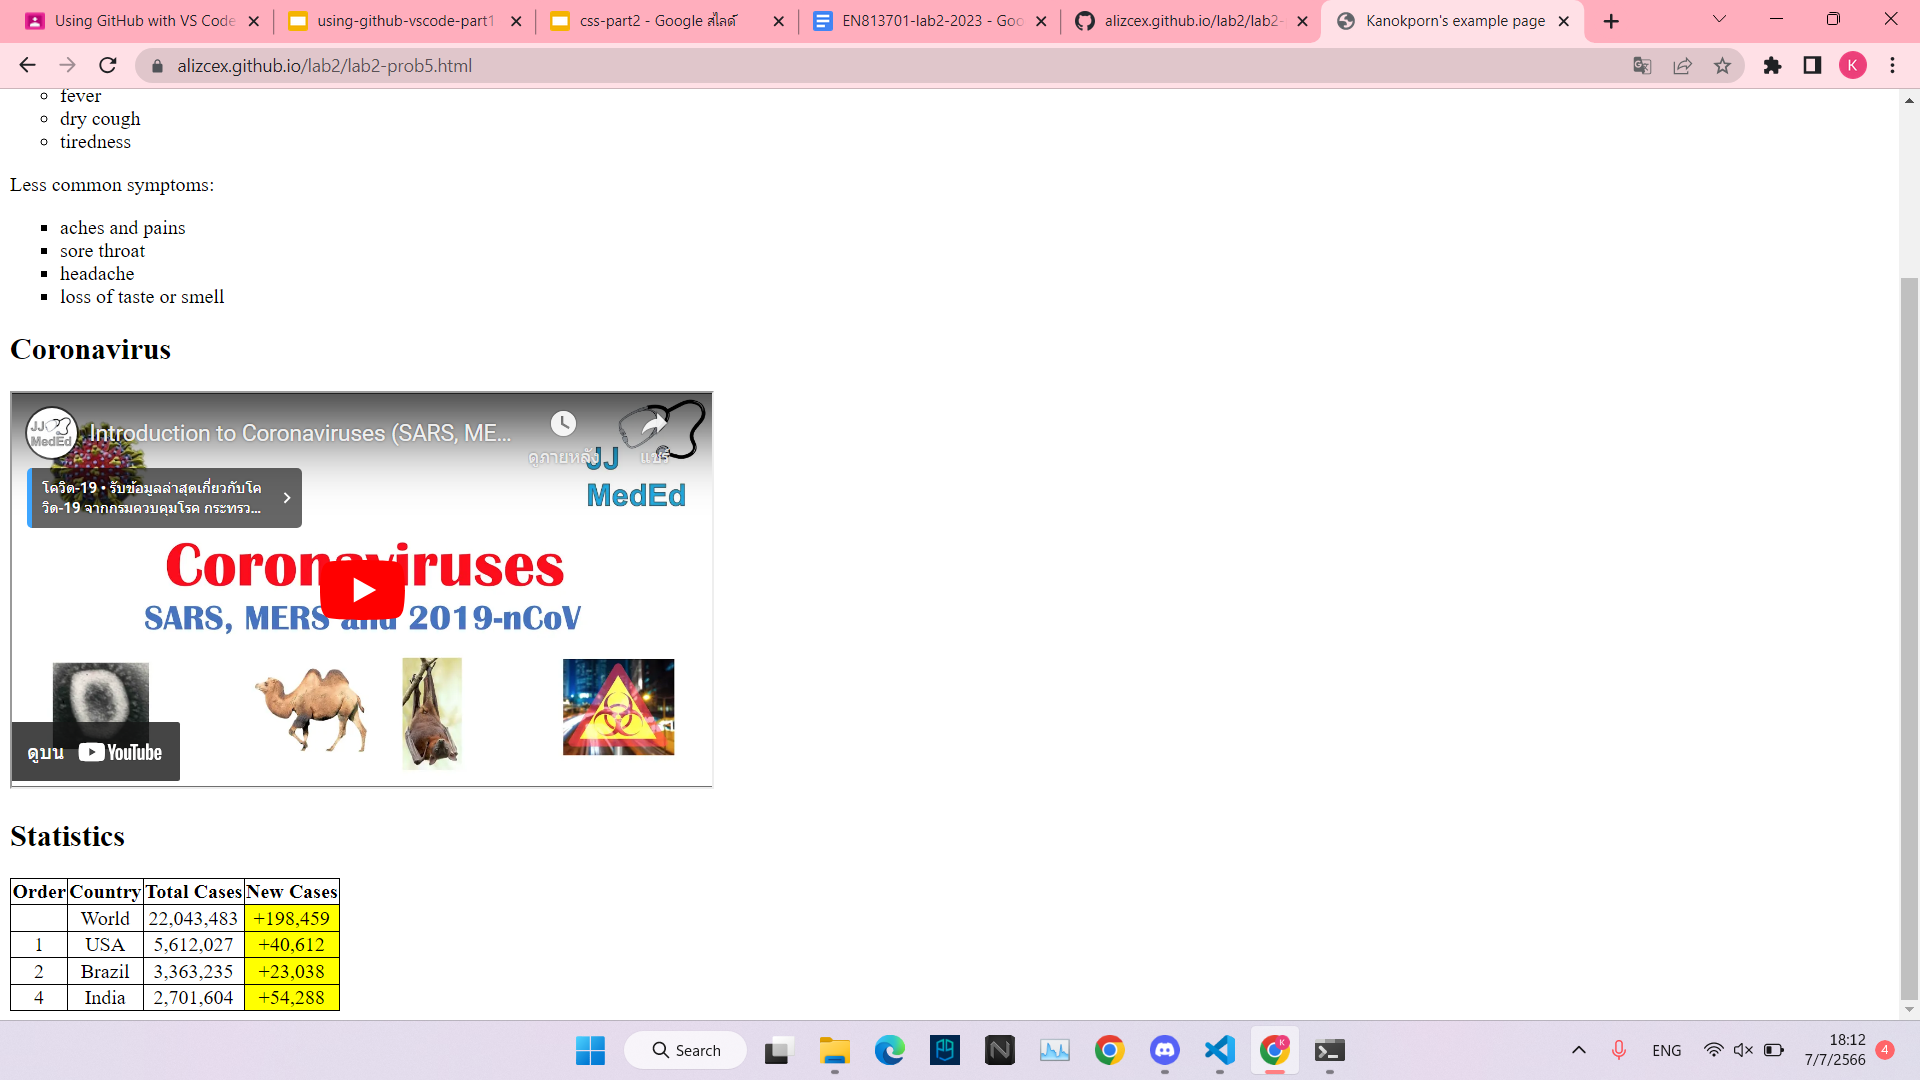 Using GitHub with VS Code
using-github-vscode-part1
css-part2 - Google สไลด์
EN813701-lab2-2023 - Goo
alizcex.github.io/lab2/lab2-
Kanokporn's example page
alizcex.github.io/lab2/lab2-prob5.html
K
fever
dry cough
tiredness
Less common symptoms:
aches and pains
sore throat
headache
loss of taste or smell
Coronavirus
JJ
MedEd
Introduction to Coronaviruses (SARS, ME...
ดูภายหลัง
แชร์
JJ
MedEd
โควิด-19 • รับข้อมูลล่าสุดเกี่ยวกับโค
วิด-19 จากกรมควบคุมโรค กระทรว...
Coronaviruses
SARS, MERS and 2019-nCoV
ดูบน YouTube
Statistics
Order Country Total Cases New Cases
World 22,043,483 +198,459
1 USA 5,612,027 +40,612
2 Brazil 3,363,235 +23,038
4 India 2,701,604 +54,288
Search
K
ENG
18:12
7/7/2566
4